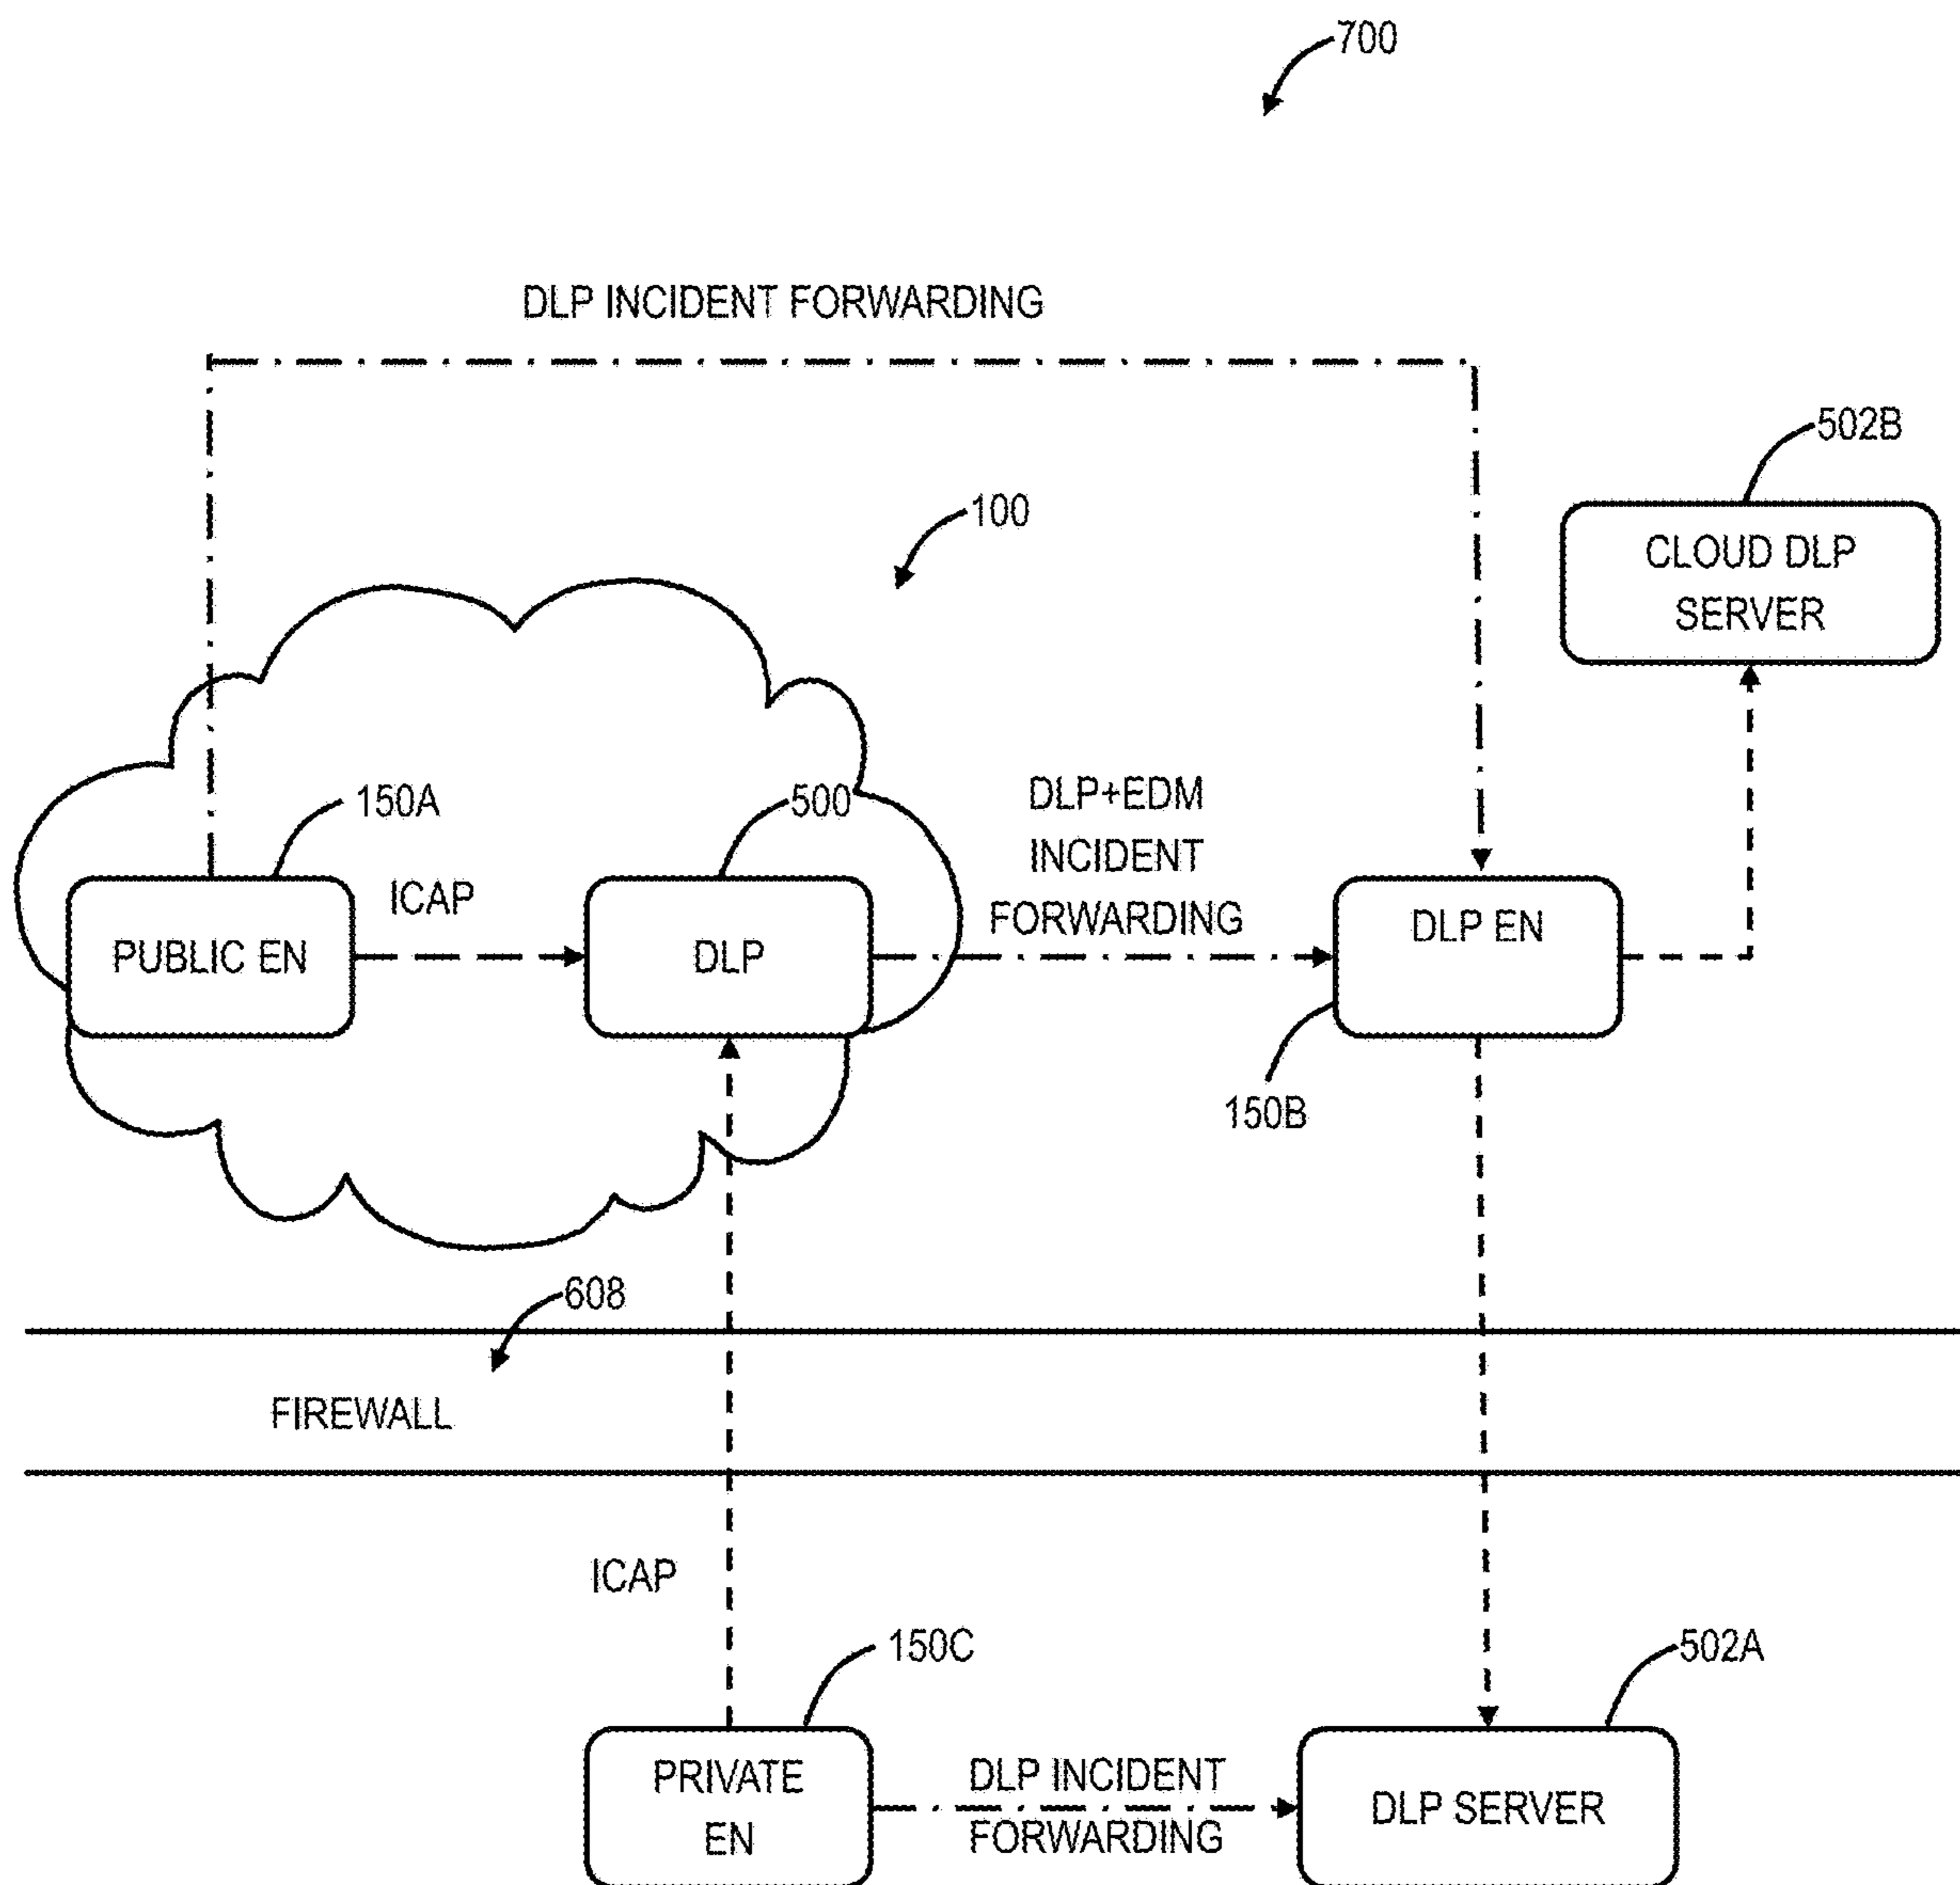 700
DLP INCIDENT FORWARDING
502B
100
CLOUD DLP
SERVER
150A
500
DLP+EDM
INCIDENT
FORWARDING
ICAP
PUBLIC EN
DLP
DLP EN
150B
608
FIREWALL
ICAP
150C
502A
PRIVATE
EN
DLP INCIDENT
FORWARDING
DLP SERVER